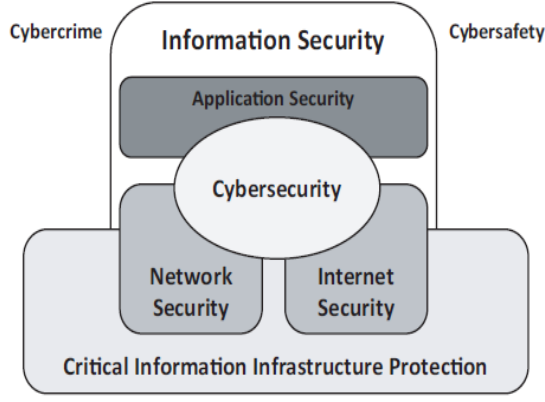 Cybercrime
Information Security
Cybersafety
Application Security
Cybersecurity
Network
Security
Internet
Security
Critical Information Infrastructure Protection